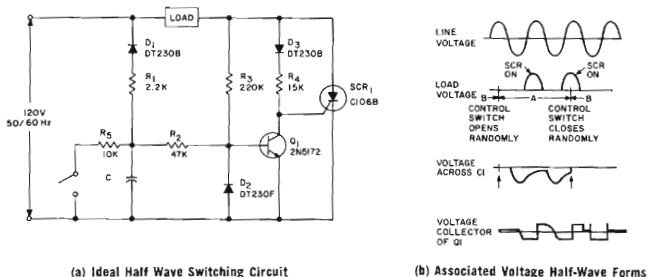 LOAD
D1
DT230B
D3
DT230B
R1
2.2K
R3
220K
R4
15K
SCR1
C106B
120V
50/60 Hz
R5
10K
R2
47K
Q1
2N5172
C
D2
DT230F
(a) Ideal Half Wave Switching Circuit
LINE
VOLTAGE
SCR
ON
SCR
ON
LOAD
VOLTAGE
B
A
B
CONTROL
SWITCH
OPENS
RANDOMLY
CONTROL
SWITCH
CLOSES
RANDOMLY
VOLTAGE
ACROSS C1
VOLTAGE
COLLECTOR
OF Q1
(b) Associated Voltage Half-Wave Forms